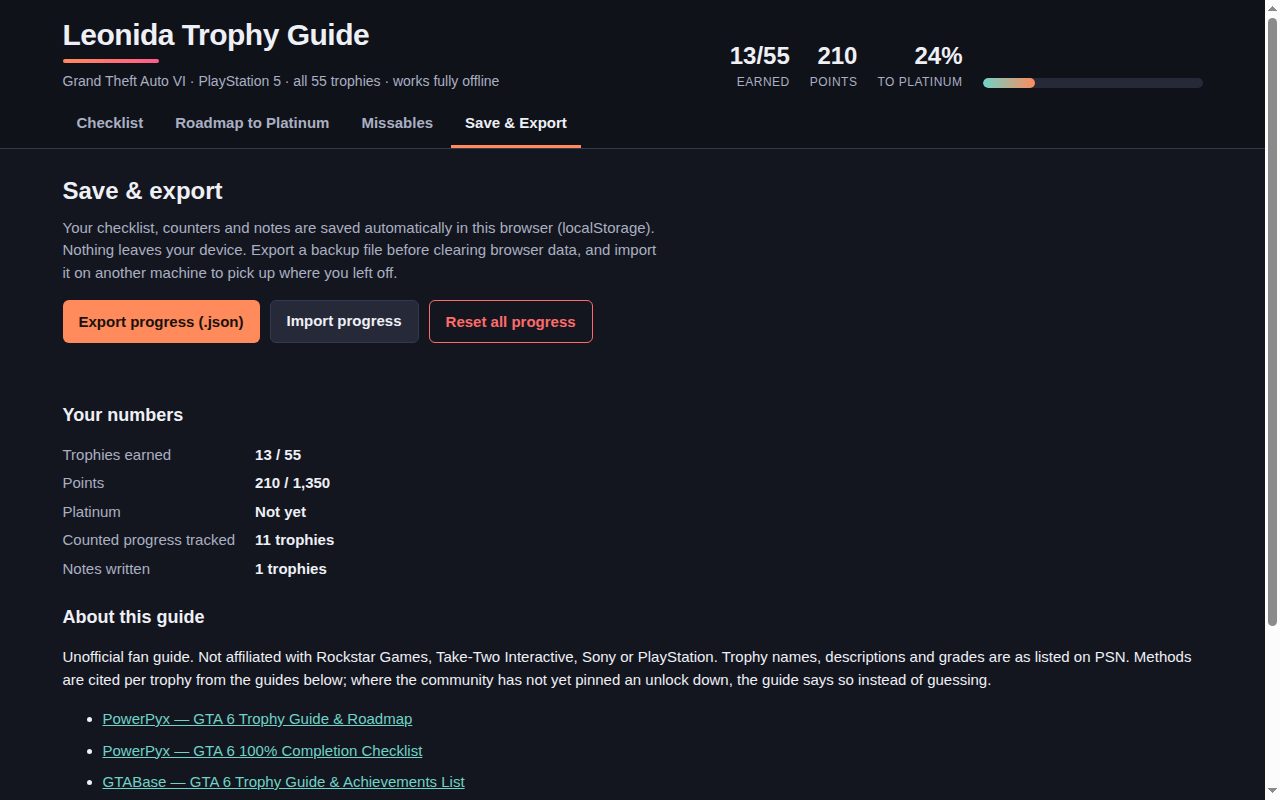 Leonida Trophy Guide
Grand Theft Auto VI · PlayStation 5 · all 55 trophies · works fully offline
13/55
EARNED
210
POINTS
24%
TO PLATINUM
Checklist
Roadmap to Platinum
Missables
Save & Export
Save & export
Your checklist, counters and notes are saved automatically in this browser (localStorage).
Nothing leaves your device. Export a backup file before clearing browser data, and import
it on another machine to pick up where you left off.
Export progress (.json)
Import progress
Reset all progress
Your numbers
Trophies earned 13 / 55
Points 210 / 1,350
Platinum Not yet
Counted progress tracked 11 trophies
Notes written 1 trophies
About this guide
Unofficial fan guide. Not affiliated with Rockstar Games, Take-Two Interactive, Sony or PlayStation. Trophy names, descriptions and grades are as listed on PSN. Methods
are cited per trophy from the guides below; where the community has not yet pinned an unlock down, the guide says so instead of guessing.
PowerPyx — GTA 6 Trophy Guide & Roadmap
PowerPyx — GTA 6 100% Completion Checklist
GTABase — GTA 6 Trophy Guide & Achievements List